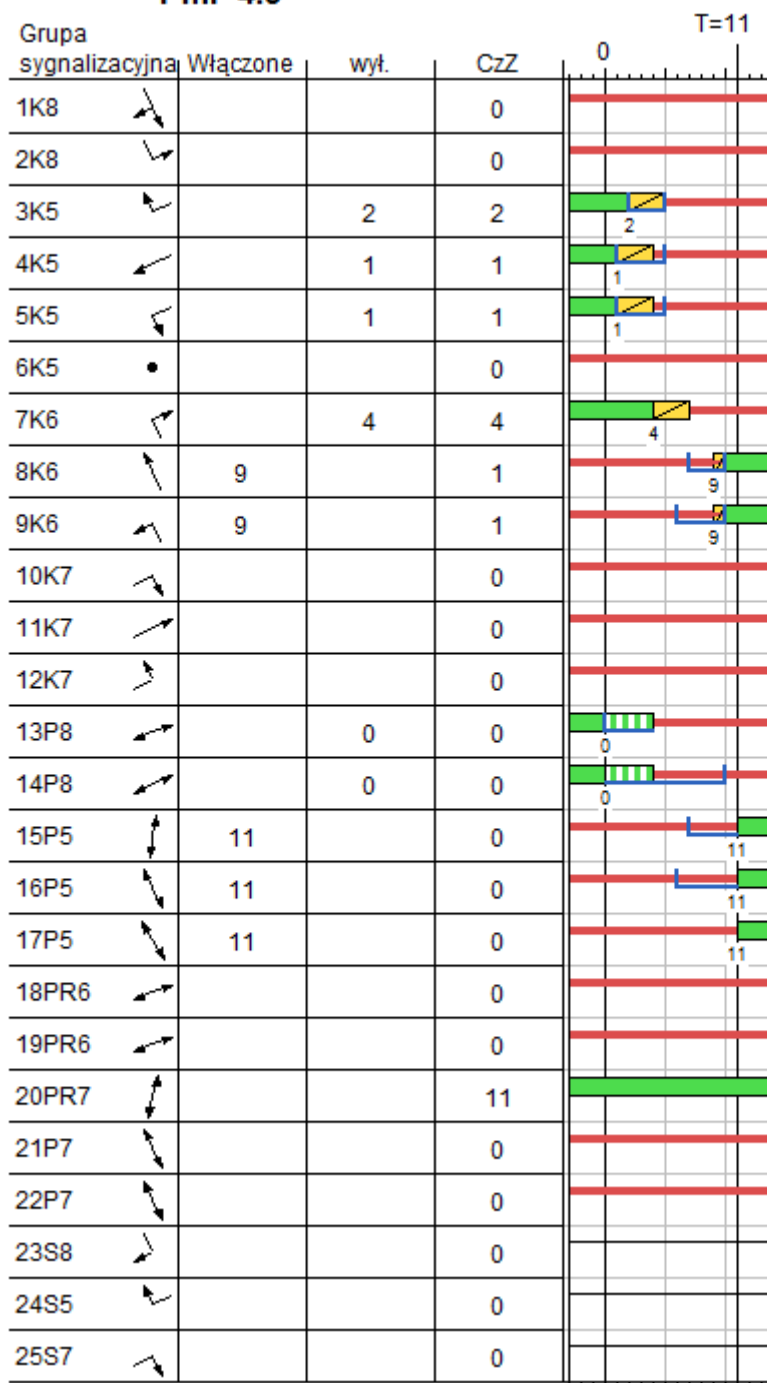 T=11
Grupa
sygnalizacyjna Włączone wył. CzZ 0
1K8 0
2K8 0
3K5 2 2
2
4K5 1 1
1
5K5 1 1
1
6K5 0
7K6 4 4
4
8K6 9 1
9
9K6 9 1
9
10K7 0
11K7 0
12K7 0
13P8 0 0
0
14P8 0 0
0
15P5 11 0
11
16P5 11 0
11
17P5 11 0
11
18PR6 0
19PR6 0
20PR7 11
21P7 0
22P7 0
23S8 0
24S5 0
25S7 0